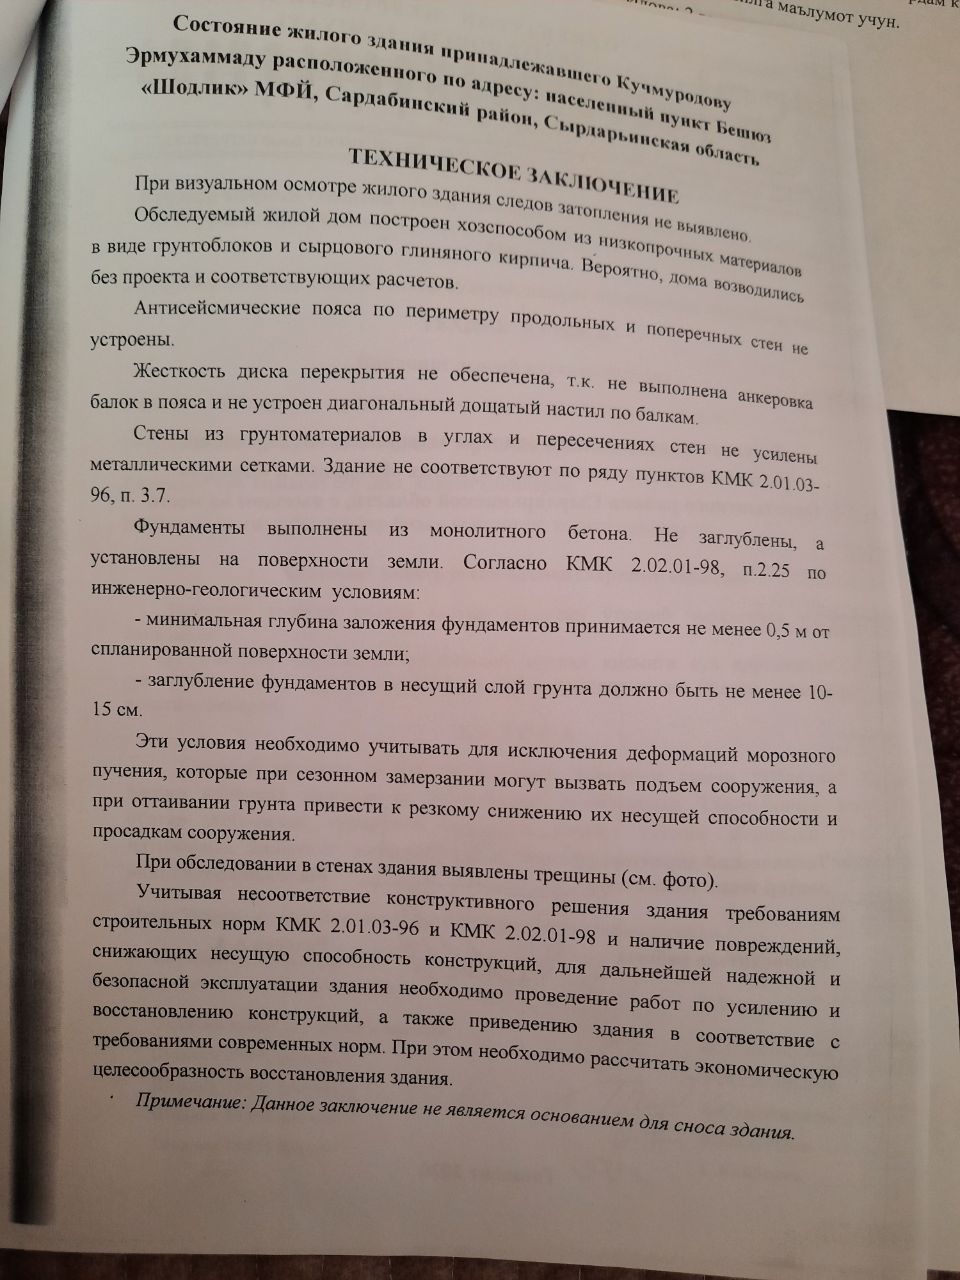 лга маълумот учун.
Состояние жилого здания принадлежавшего Кучмуродову
Эрмухаммаду расположенного по адресу: населенный пункт Бешюз
«Шодлик» МФЙ, Сардабинский район, Сырдарьинская область
ТЕХНИЧЕСКОЕ ЗАКЛЮЧЕНИЕ
При визуальном осмотре жилого здания следов затопления не выявлено.
Обследуемый жилой дом построен хозспособом из низкопрочных материалов
в виде грунтоблоков и сырцового глиняного кирпича. Вероятно, дома возводились
без проекта и соответствующих расчетов.
Антисейсмические пояса по периметру продольных и поперечных стен не
устроены.
Жесткость диска перекрытия не обеспечена, т.к. не выполнена анкеровка
балок в пояса и не устроен диагональный дощатый настил по балкам.
Стены из грунтоматериалов в углах и пересечениях стен не усилены
металлическими сетками. Здание не соответствуют по ряду пунктов КМК 2.01.03-
96, п. 3.7.
Фундаменты выполнены из монолитного бетона. Не заглублены, а
установлены на поверхности земли. Согласно КМК 2.02.01-98, п.2.25 по
инженерно-геологическим условиям:
- минимальная глубина заложения фундаментов принимается не менее 0,5 м от
спланированной поверхности земли;
- заглубление фундаментов в несущий слой грунта должно быть не менее 10-
15 см.
Эти условия необходимо учитывать для исключения деформаций морозного
пучения, которые при сезонном замерзании могут вызвать подъем сооружения, а
при оттаивании грунта привести к резкому снижению их несущей способности и
просадкам сооружения.
При обследовании в стенах здания выявлены трещины (см. фото).
Учитывая несоответствие конструктивного решения здания требованиям
строительных норм КМК 2.01.03-96 и КМК 2.02.01-98 и наличие повреждений,
снижающих несущую способность конструкций, для дальнейшей надежной и
безопасной эксплуатации здания необходимо проведение работ по усилению и
восстановлению конструкций, а также приведению здания в соответствие с
требованиями современных норм. При этом необходимо рассчитать экономическую
целесообразность восстановления здания.
Примечание: Данное заключение не является основанием для сноса здания.